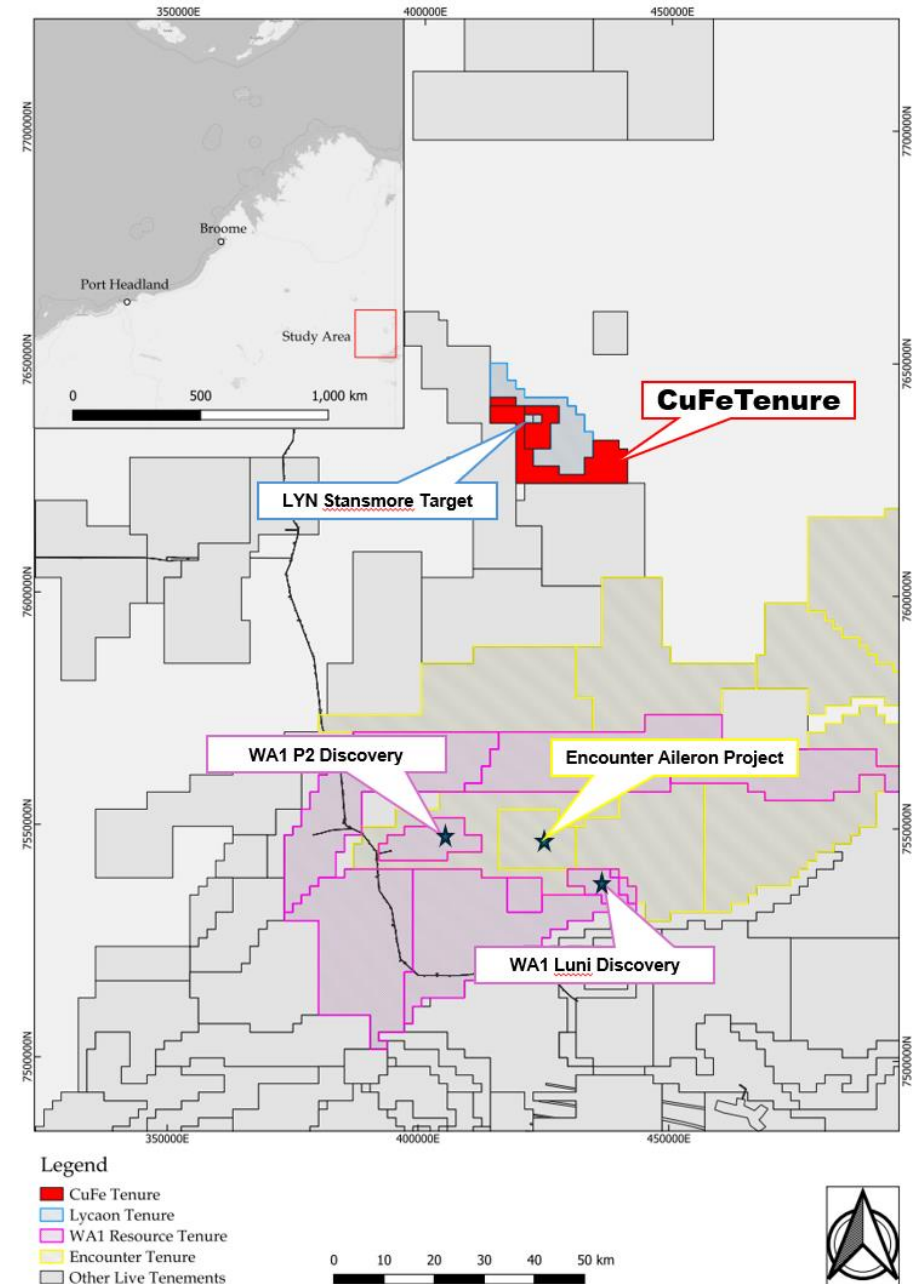 350000E 400000E 450000E
7700000N 7700000N
Broome
Port Headland
Study Area
0 500 1,000 km
7650000N 7650000N
CuFeTenure
LYN Stansmore Target
7600000N 7600000N
WA1 P2 Discovery
Encounter Aileron Project
7550000N 7550000N
WA1 Luni Discovery
7500000N 7500000N
350000E 400000E 450000E
Legend
CuFe Tenure
Lycaon Tenure
WA1 Resource Tenure
Encounter Tenure
Other Live Tenements
0 10 20 30 40 50 km